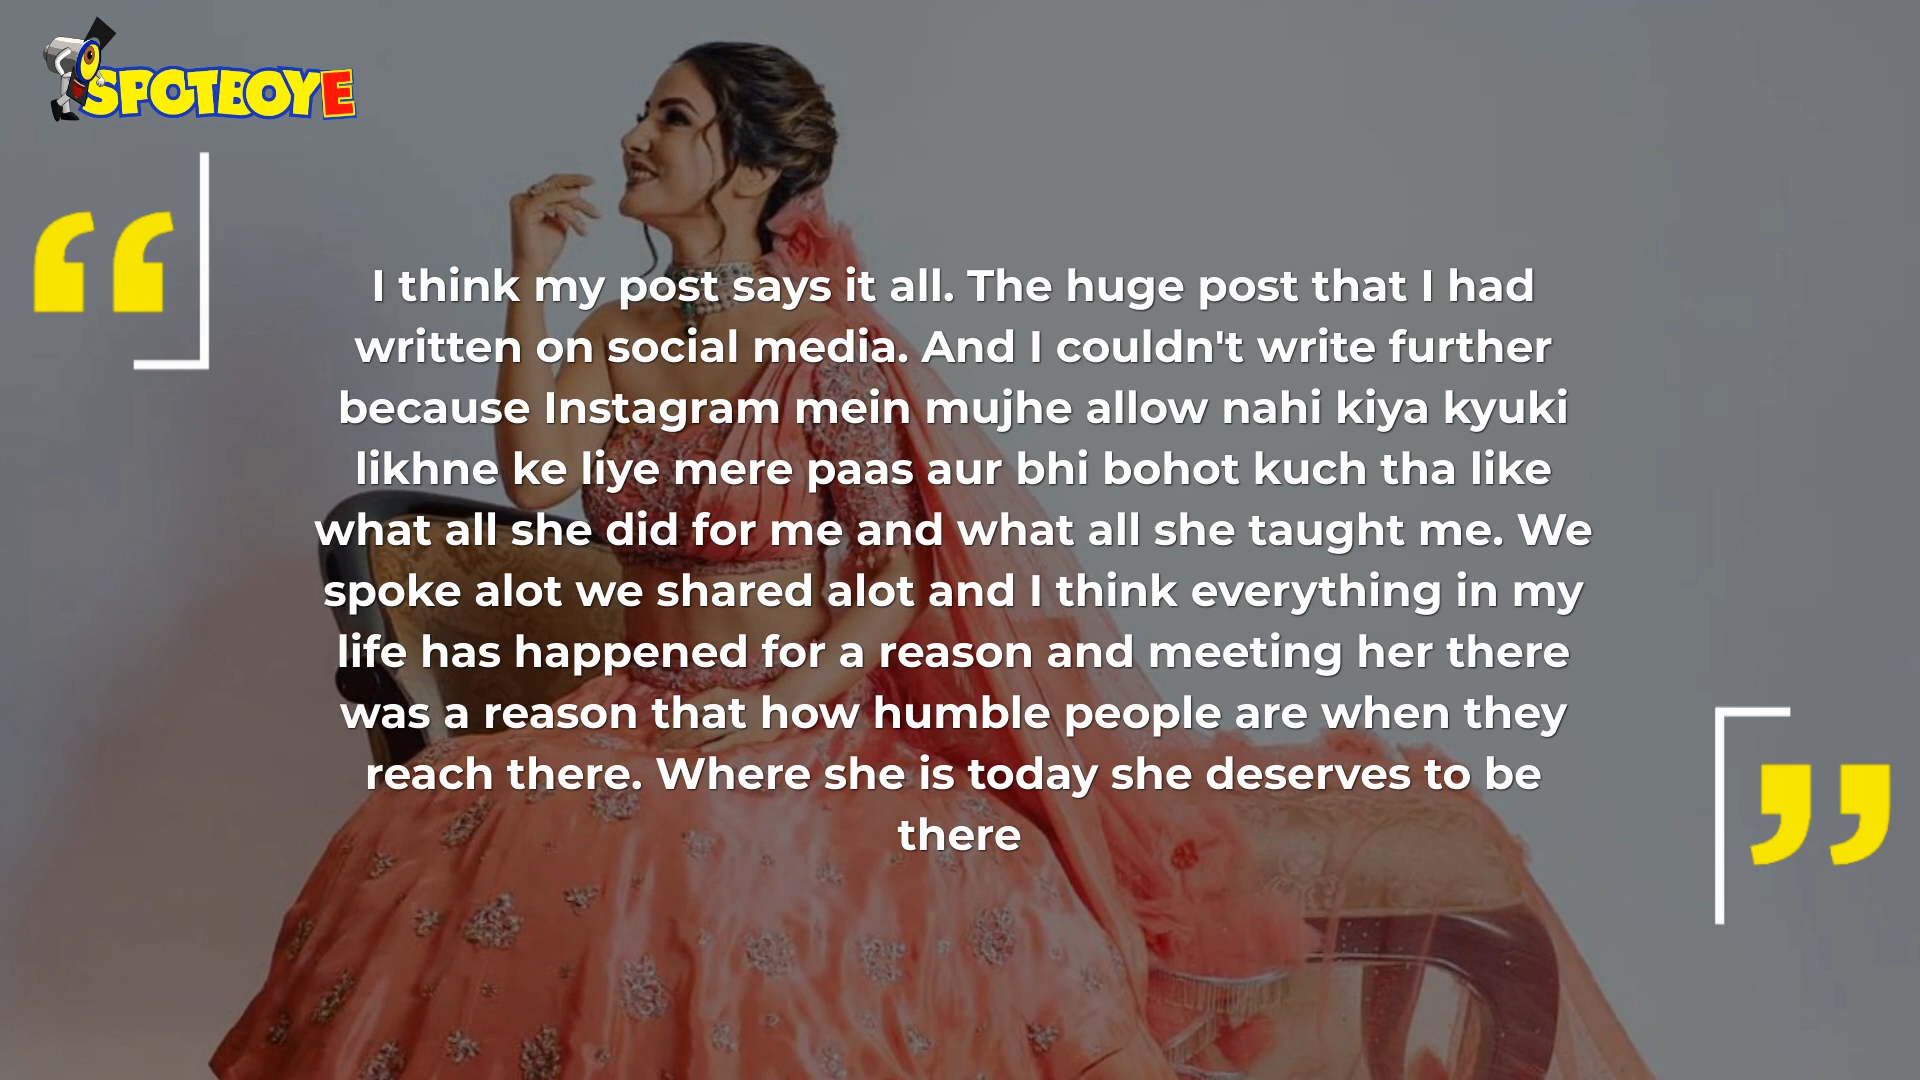 SPOTBOYE
“
I think my post says it all. The huge post that I had
written on social media. And I couldn't write further
because Instagram mein mujhe allow nahi kiya kyuki
likhne ke liye mere paas aur bhi bohot kuch tha like
what all she did for me and what all she taught me. We
spoke alot we shared alot and I think everything in my
life has happened for a reason and meeting her there
was a reason that how humble people are when they
reach there. Where she is today she deserves to be
there
”